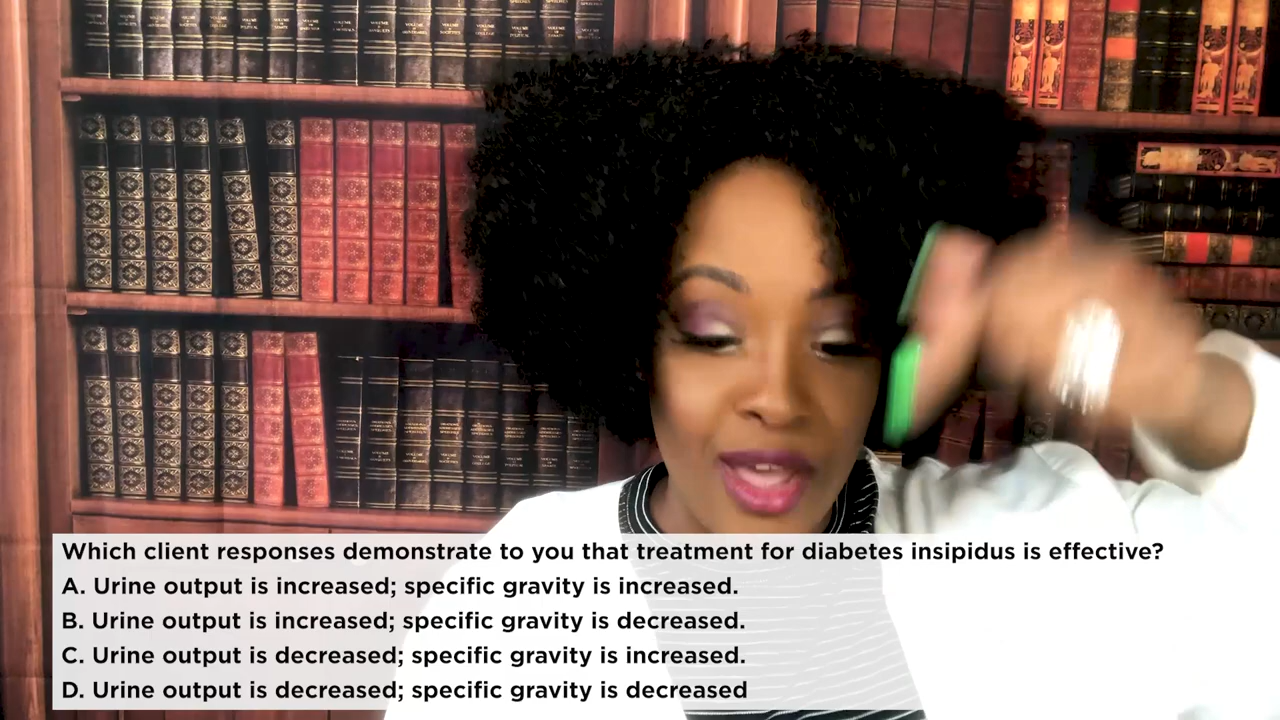 Which client responses demonstrate to you that treatment for diabetes insipidus is effective?
A. Urine output is increased; specific gravity is increased.
B. Urine output is increased; specific gravity is decreased.
C. Urine output is decreased; specific gravity is increased.
D. Urine output is decreased; specific gravity is decreased